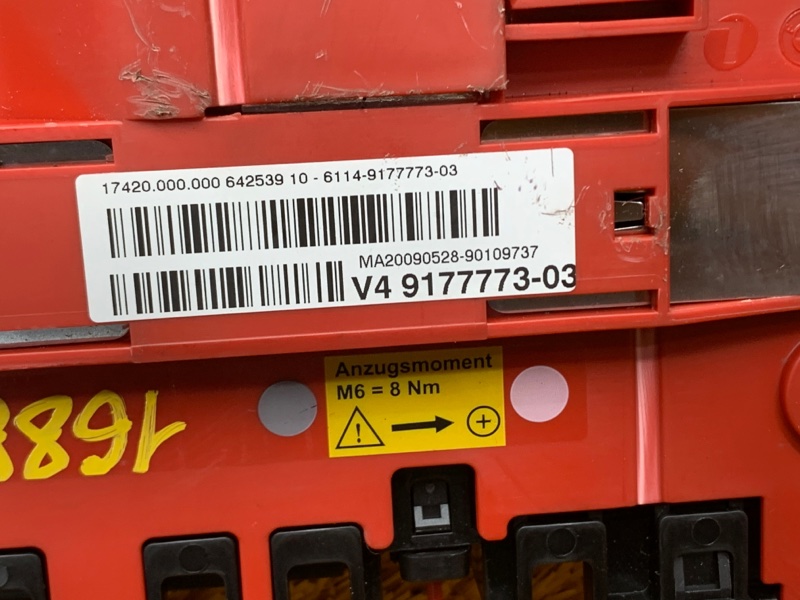 17420.000.000 642539 10 - 6114-9177773-03
MA20090528-90109737
V4 9177773-03
Anzugsmoment
M6 = 8 Nm